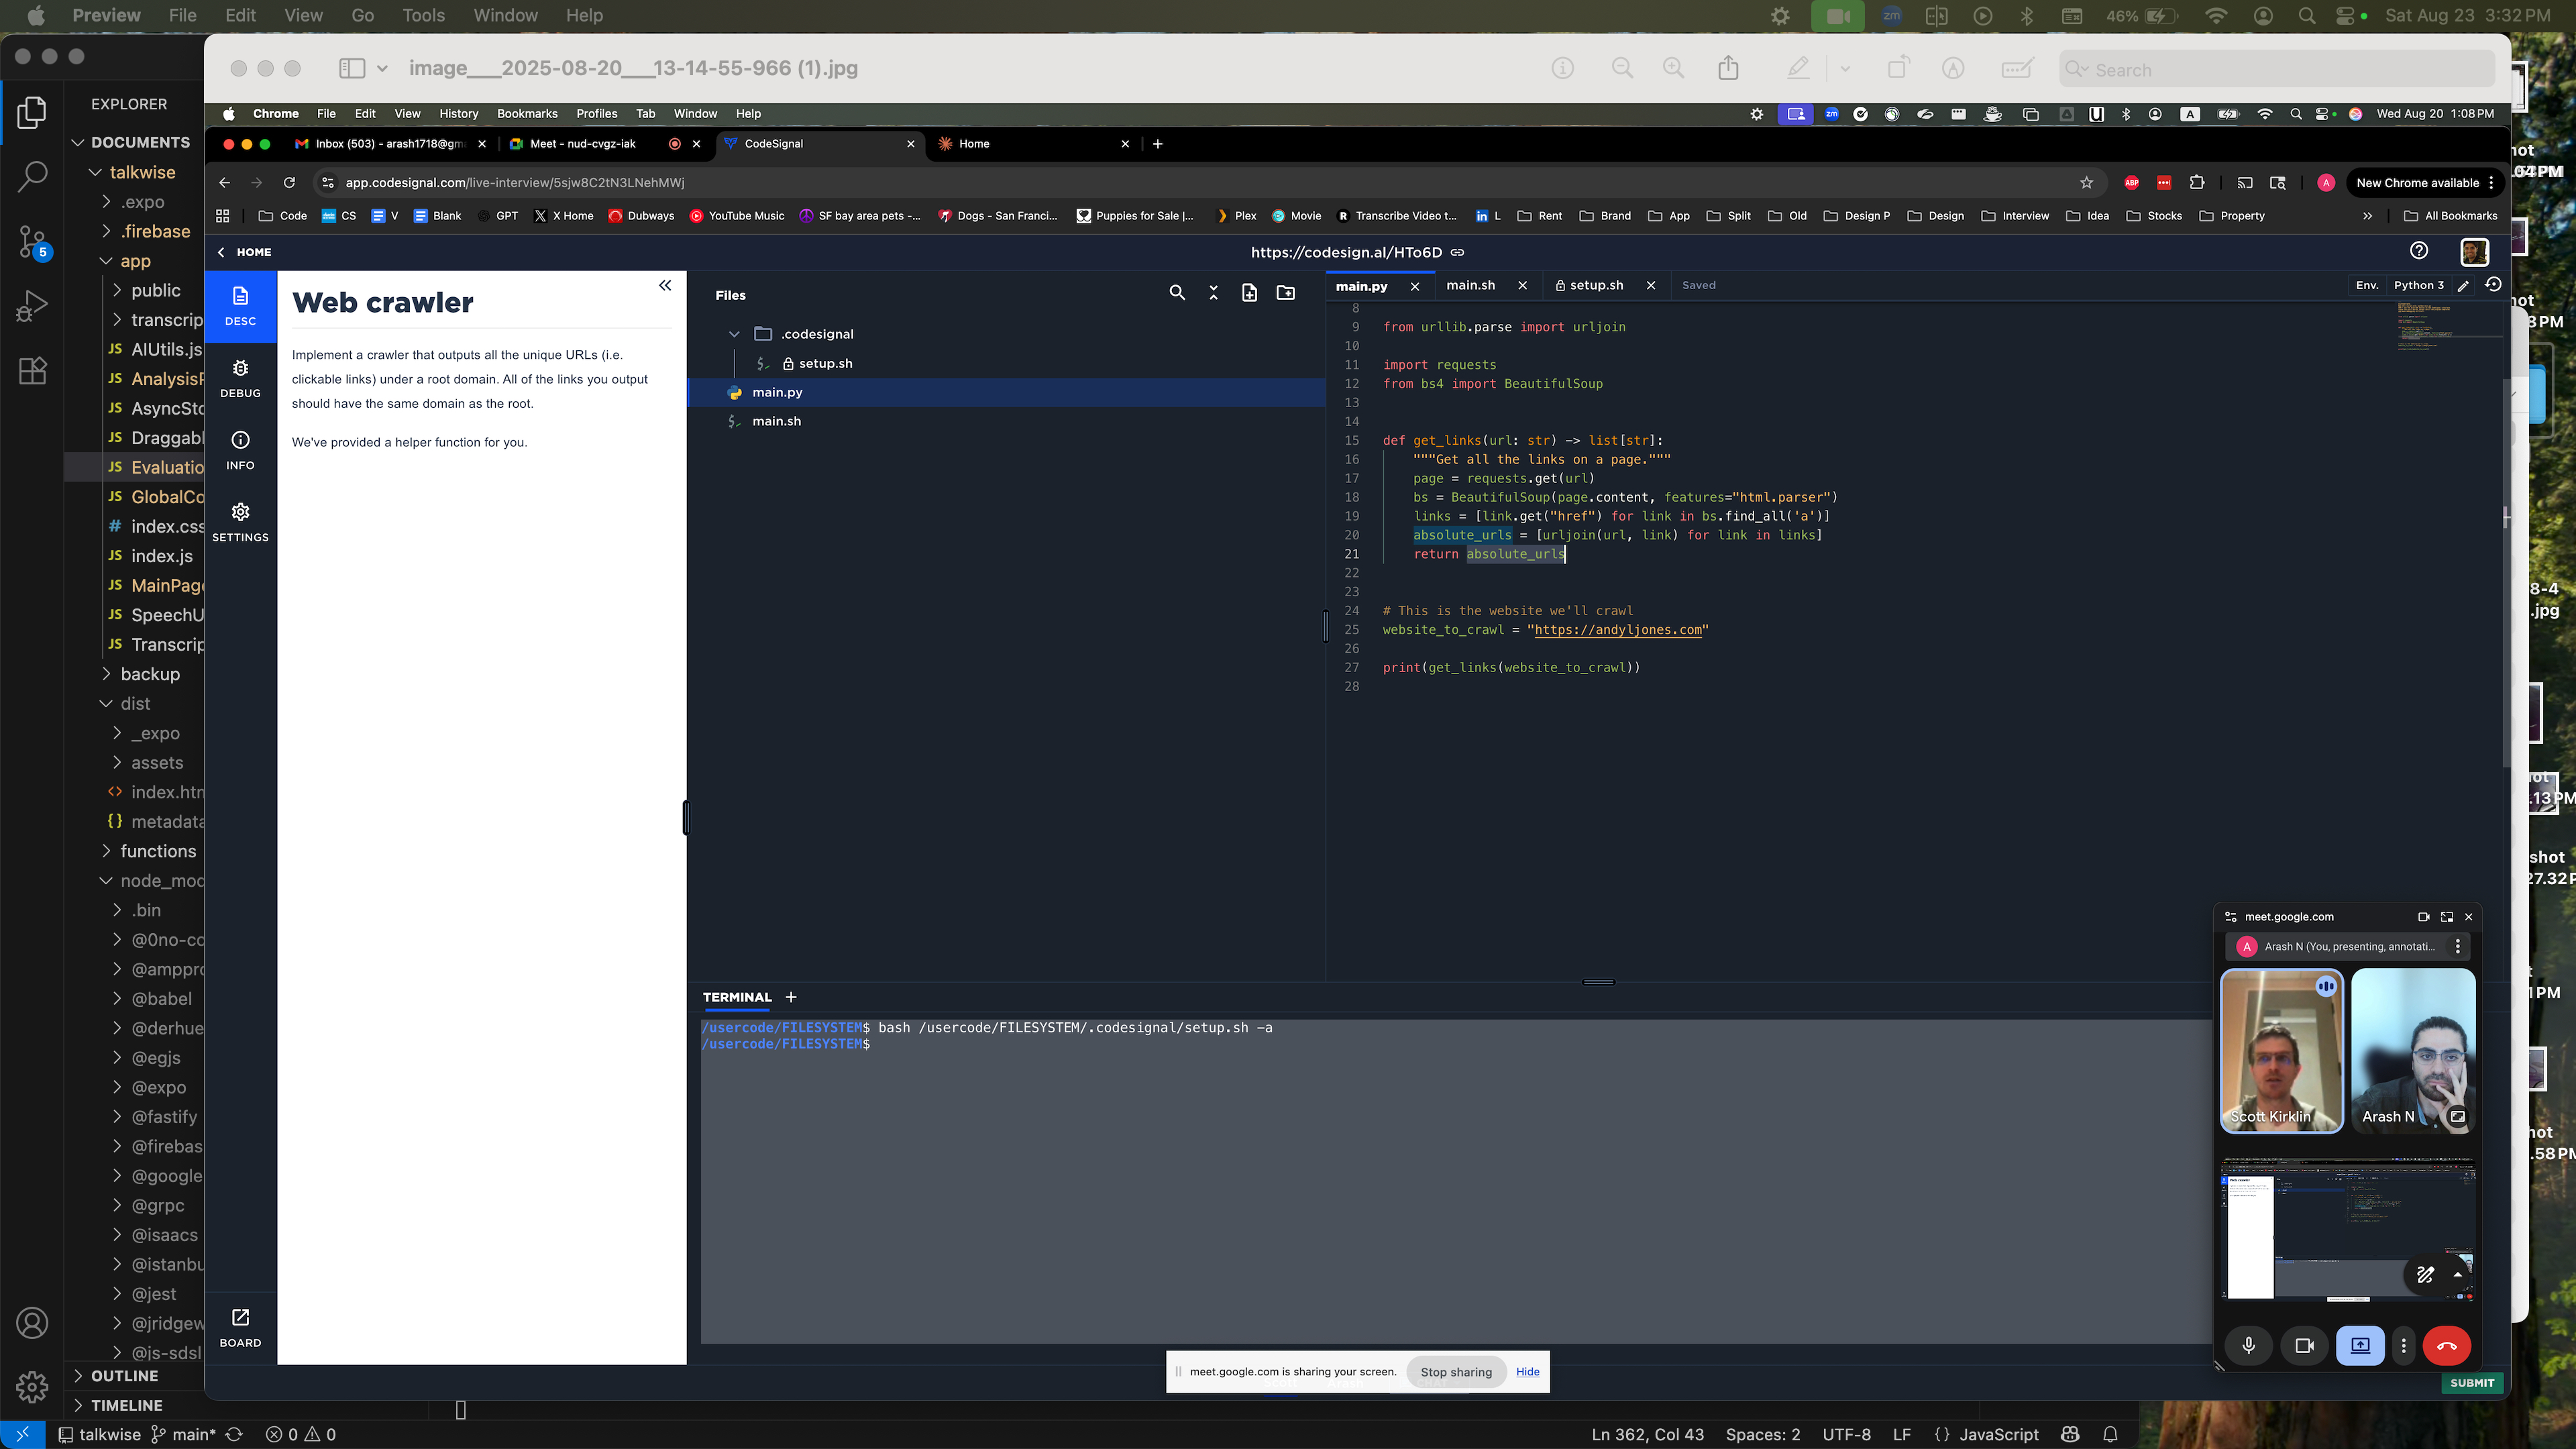 Preview File Edit View Go Tools Window Help
zm 46% Sat Aug 23 3:32 PM
image___2025-08-20___13-14-55-966 (1).jpg
Search
EXPLORER
DOCUMENTS
talkwise
.expo
.firebase
app
public
transcrip
AIUtils.js
AnalysisF
AsyncSto
Draggabl
Evaluatio
GlobalCo
index.css
index.js
MainPage
SpeechU
Transcrip
backup
dist
_expo
assets
index.htm
metadata
functions
node_mod
.bin
@0no-co
@ampprc
@babel
@derhue
@egjs
@expo
@fastify
@firebas
@google
@grpc
@isaacs
@istanbu
@jest
@jridgew
@js-sdsl
OUTLINE
TIMELINE
5
Chrome File Edit View History Bookmarks Profiles Tab Window Help
zm A Wed Aug 20 1:08 PM
Inbox (503) - arash1718@gm
Meet - nud-cvgz-iak
CodeSignal
Home
app.codesignal.com/live-interview/5sjw8C2tN3LNehMWj
ABP A New Chrome available
Code CS V Blank GPT X Home Dubways YouTube Music SF bay area pets -... Dogs - San Franci... Puppies for Sale |... Plex Movie Transcribe Video t... L Rent Brand App Split Old Design P Design Interview Idea Stocks Property » All Bookmarks
HOME
https://codesign.al/HTo6D
DESC
DEBUG
INFO
SETTINGS
BOARD
Web crawler
Implement a crawler that outputs all the unique URLs (i.e.
clickable links) under a root domain. All of the links you output
should have the same domain as the root.
We've provided a helper function for you.
Files
.codesignal
setup.sh
main.py
main.sh
main.py main.sh setup.sh Saved
Env. Python 3
8
9 from urllib.parse import urljoin
10
11 import requests
12 from bs4 import BeautifulSoup
13
14
15 def get_links(url: str) -> list[str]:
16 """Get all the links on a page."""
17 page = requests.get(url)
18 bs = BeautifulSoup(page.content, features="html.parser")
19 links = [link.get("href") for link in bs.find_all('a')]
20 absolute_urls = [urljoin(url, link) for link in links]
21 return absolute_urls
22
23
24 # This is the website we'll crawl
25 website_to_crawl = "https://andyljones.com"
26
27 print(get_links(website_to_crawl))
28
TERMINAL +
/usercode/FILESYSTEM$ bash /usercode/FILESYSTEM/.codesignal/setup.sh -a
/usercode/FILESYSTEM$
meet.google.com
A Arash N (You, presenting, annotati...
Scott Kirklin
Arash N
meet.google.com is sharing your screen. Stop sharing Hide
SUBMIT
talkwise main* 0 0
Ln 362, Col 43 Spaces: 2 UTF-8 LF {} JavaScript